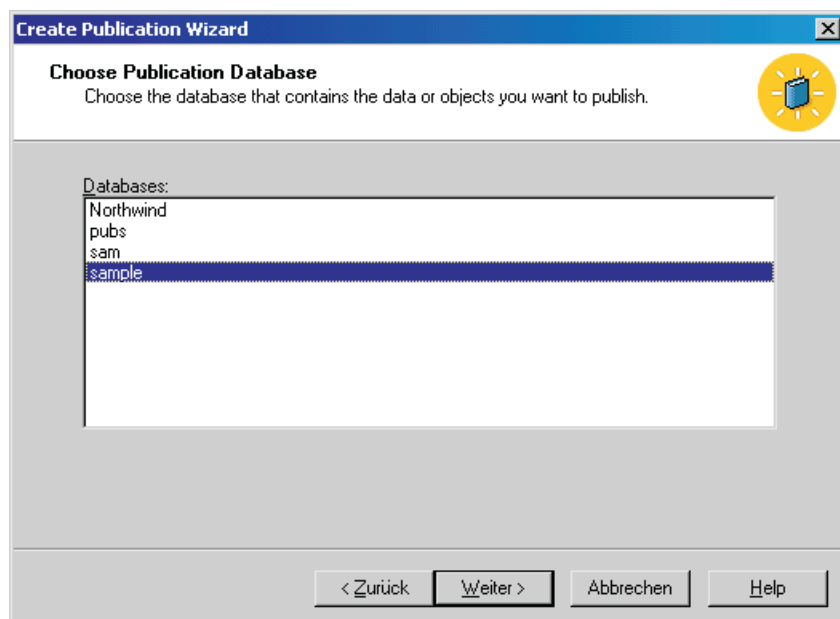 Create Publication Wizard
Choose Publication Database
Choose the database that contains the data or objects you want to publish.
Databases:
Northwind
pubs
sam
sample
< Zurück
Weiter >
Abbrechen
Help